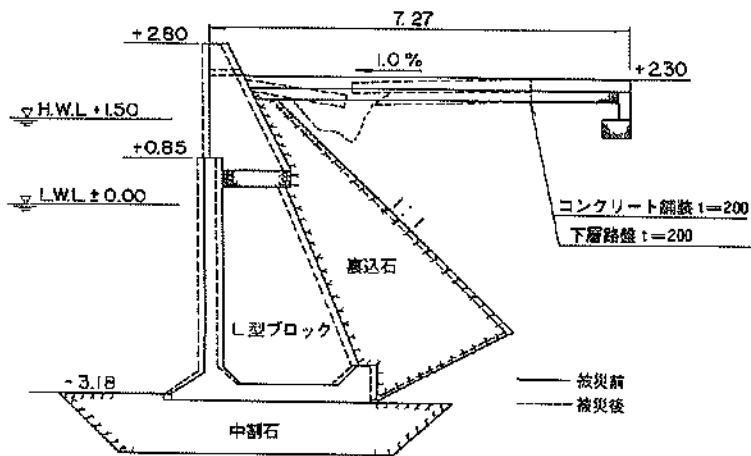 7.27
+2.80
1.0 %
+2.30
H.W.L +1.50
+0.85
L.W.L. ± 0.00
1:1
コンクリート舗装 t=200
下層路盤 t=200
裏込石
L型ブロック
-3.18
被災前
被災後
中割石